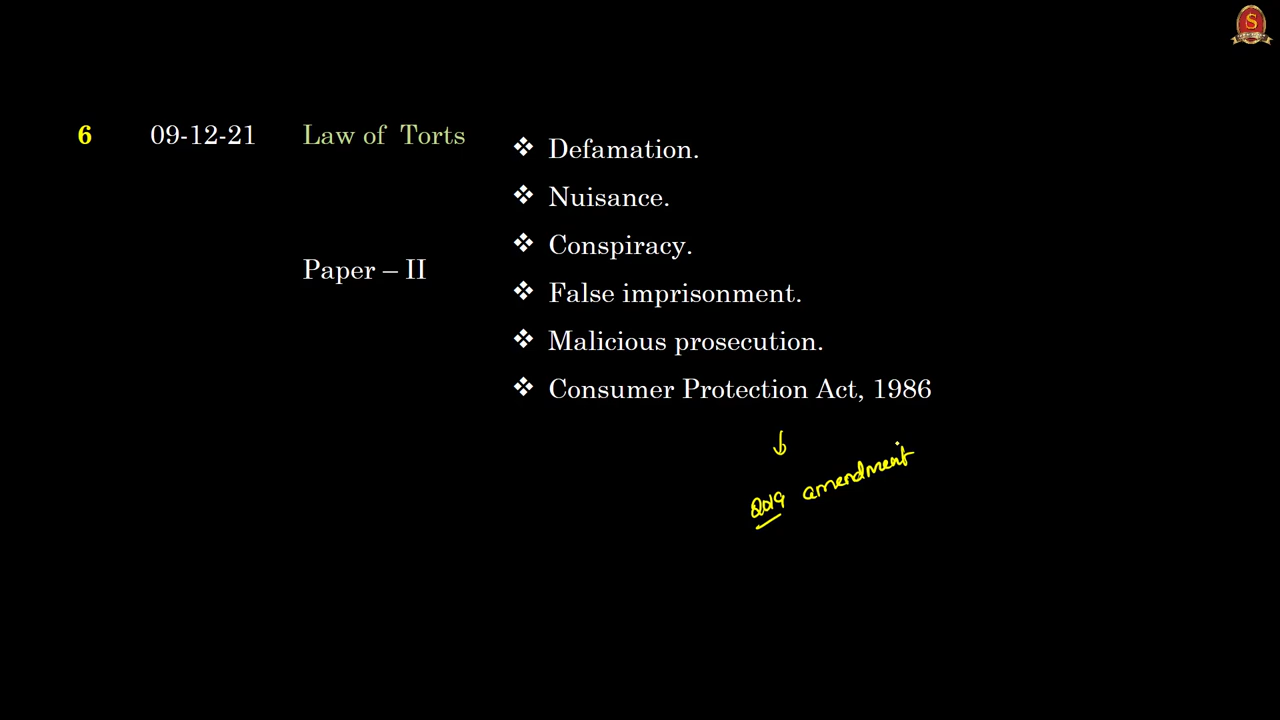 6 09-12-21 Law of Torts
❖ Defamation.
❖ Nuisance.
❖ Conspiracy.
Paper – II
❖ False imprisonment.
❖ Malicious prosecution.
❖ Consumer Protection Act, 1986
↓
2019 amendment
S